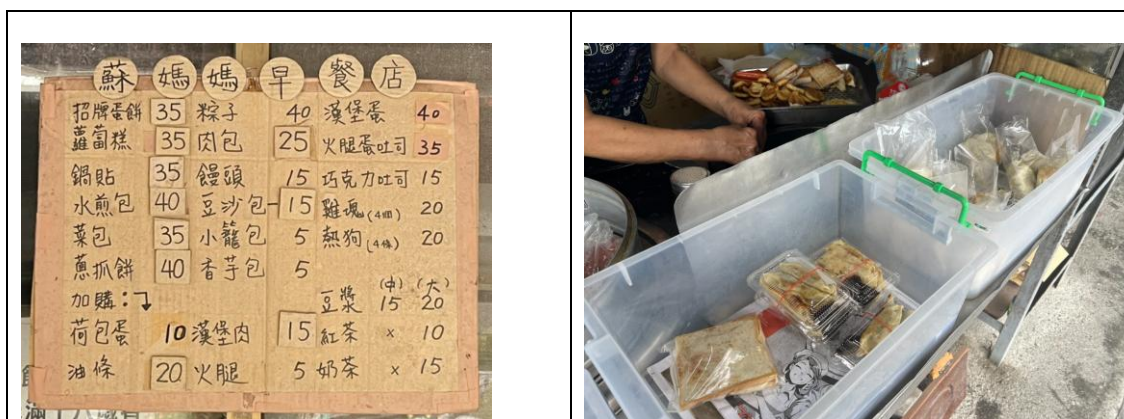 蘇媽媽早餐店
招牌蛋餅 35 粽子 40 漢堡蛋 40
蘿蔔糕 35 肉包 25 火腿蛋吐司 35
鍋貼 35 饅頭 15 巧克力吐司 15
水煎包 40 豆沙包 15 雞塊(4個) 20
菜包 35 小籠包 5 熱狗(4條) 20
蔥抓餅 40 香芋包 5
(中) (大)
加購:↴ 豆漿 15 20
荷包蛋 10 漢堡肉 15 紅茶 x 10
油條 20 火腿 5 奶茶 x 15